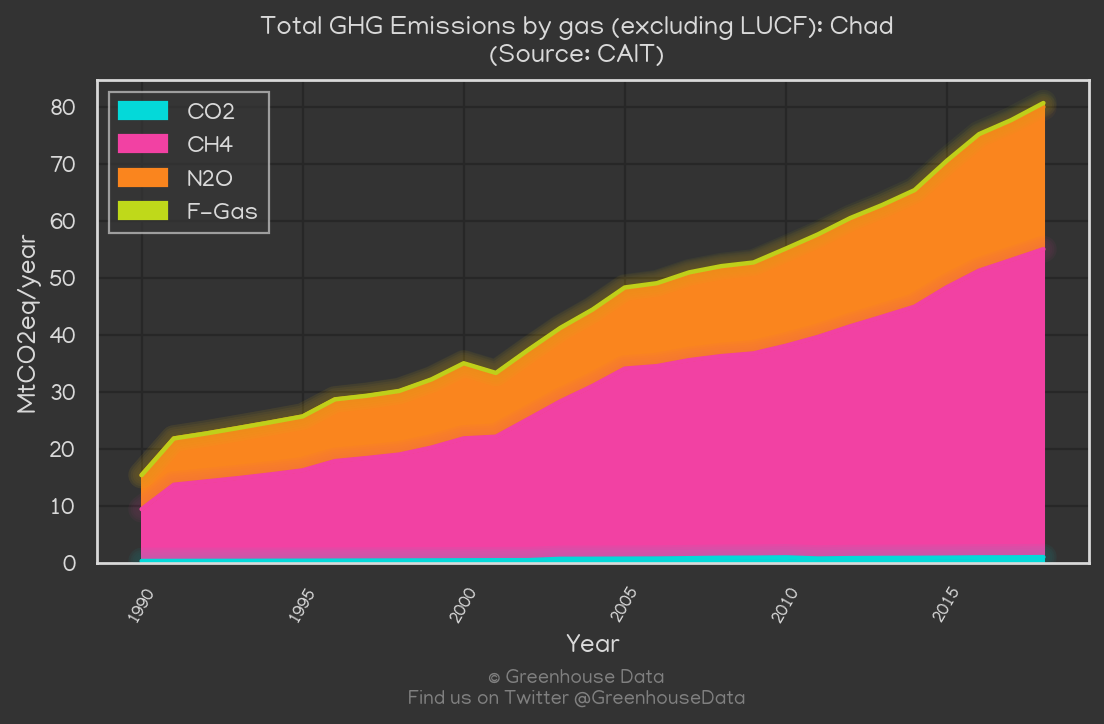 Total GHG Emissions by gas (excluding LUCF): Chad
(Source: CAIT)
CO2
CH4
N2O
F-Gas
MtCO2eq/year
80
70
60
50
40
30
20
10
0
1990
1995
2000
2005
2010
2015
Year
© Greenhouse Data
Find us on Twitter @GreenhouseData